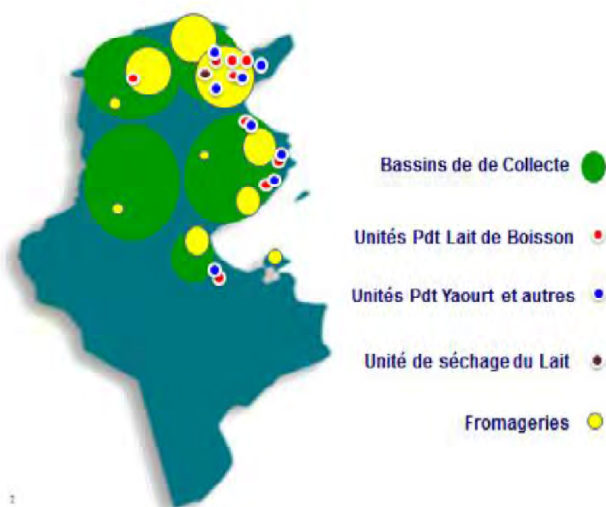 Bassins de de Collecte
Unités Pdt Lait de Boisson
Unités Pdt Yaourt et autres
Unité de séchage du Lait
Fromageries
2